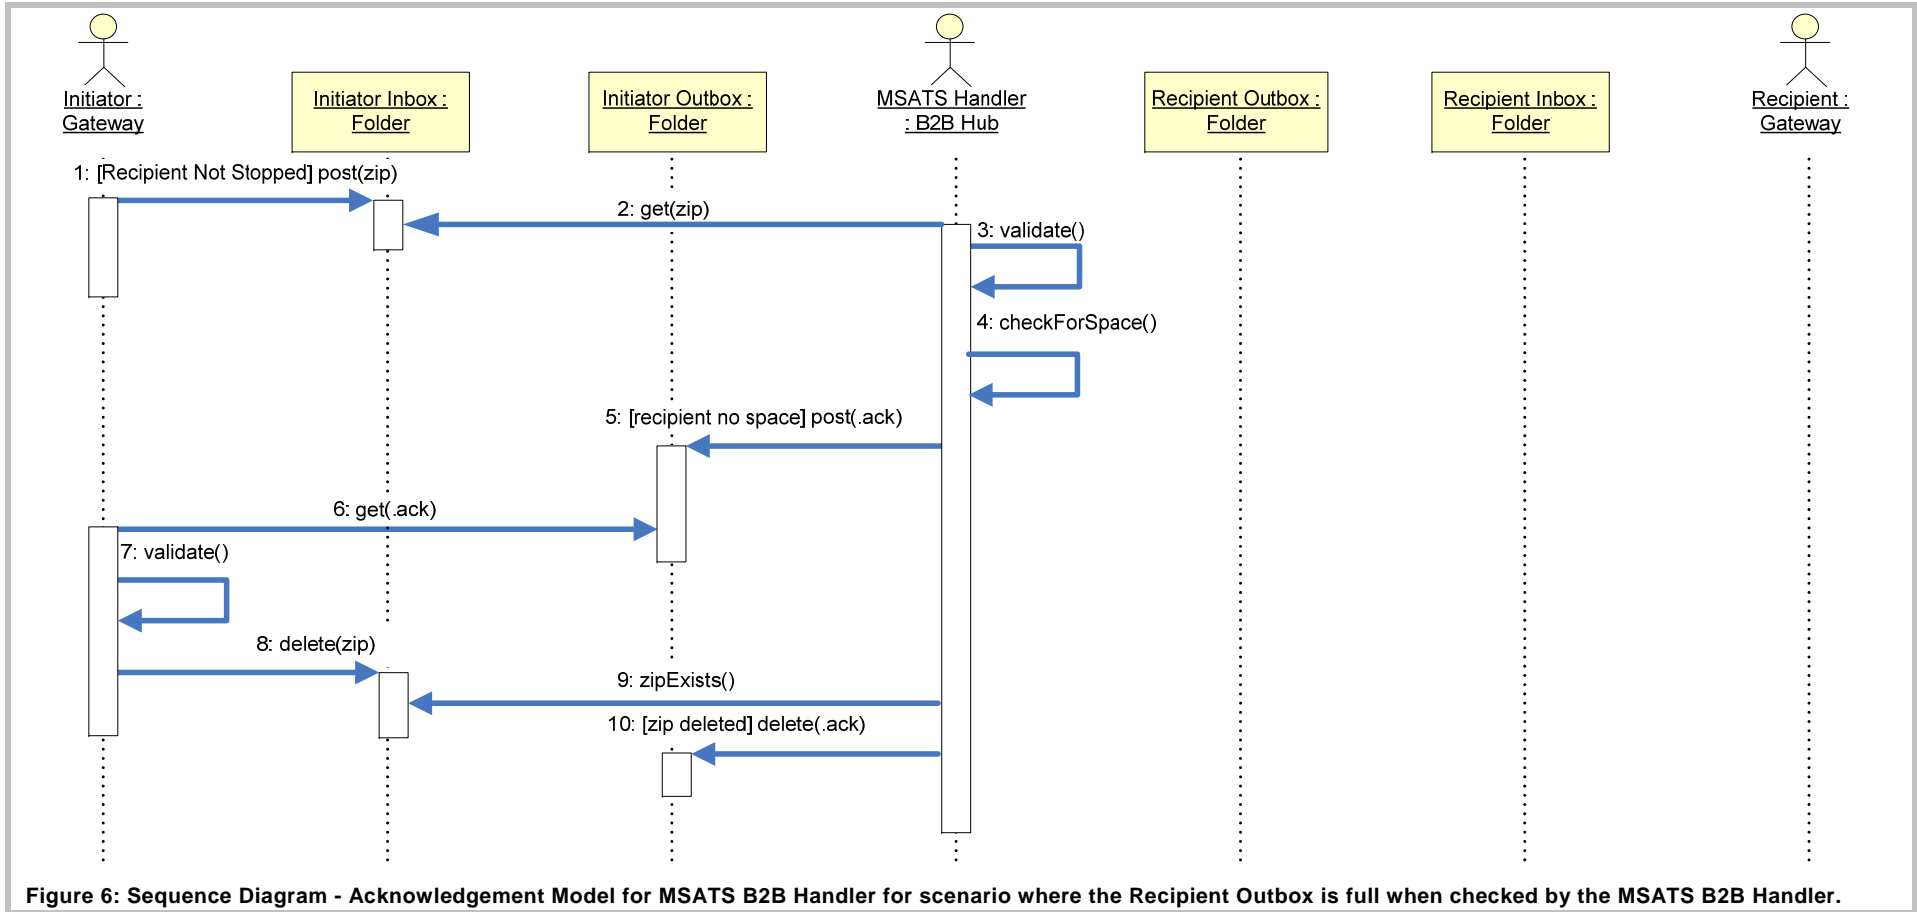 Initiator :
Gateway
Initiator Inbox :
Folder
Initiator Outbox :
Folder
MSATS Handler
: B2B Hub
Recipient Outbox :
Folder
Recipient Inbox :
Folder
Recipient :
Gateway
1: [Recipient Not Stopped] post(zip)
2: get(zip)
3: validate()
4: checkForSpace()
5: [recipient no space] post(.ack)
6: get(.ack)
7: validate()
8: delete(zip)
9: zipExists()
10: [zip deleted] delete(.ack)
Figure 6: Sequence Diagram - Acknowledgement Model for MSATS B2B Handler for scenario where the Recipient Outbox is full when checked by the MSATS B2B Handler.